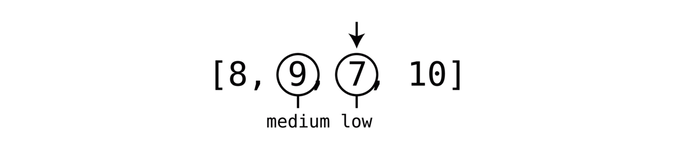 [8, 9, 7, 10]
medium low